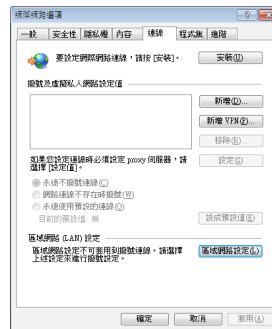 網際網路選項
一般 安全性 隱私權 內容 連線 程式集 進階
要設定網際網路連線，請按 [安裝]。
安裝(U)
撥號及虛擬私人網路設定值
新增(D)...
新增 VPN(P)...
移除(R)...
如果您設定連線時必須設定 proxy 伺服器，請選擇 [設定值]。
設定(S)
永遠不撥號連線(C)
網路連線不存在時撥號(W)
永遠使用預設的連線(O)
目前的預設值: 無
設成預設值(E)
區域網路 (LAN) 設定
區域網路設定不可套用到撥號連線。請選擇
上述設定來進行撥號設定。
區域網路設定(L)
確定 取消 套用(A)